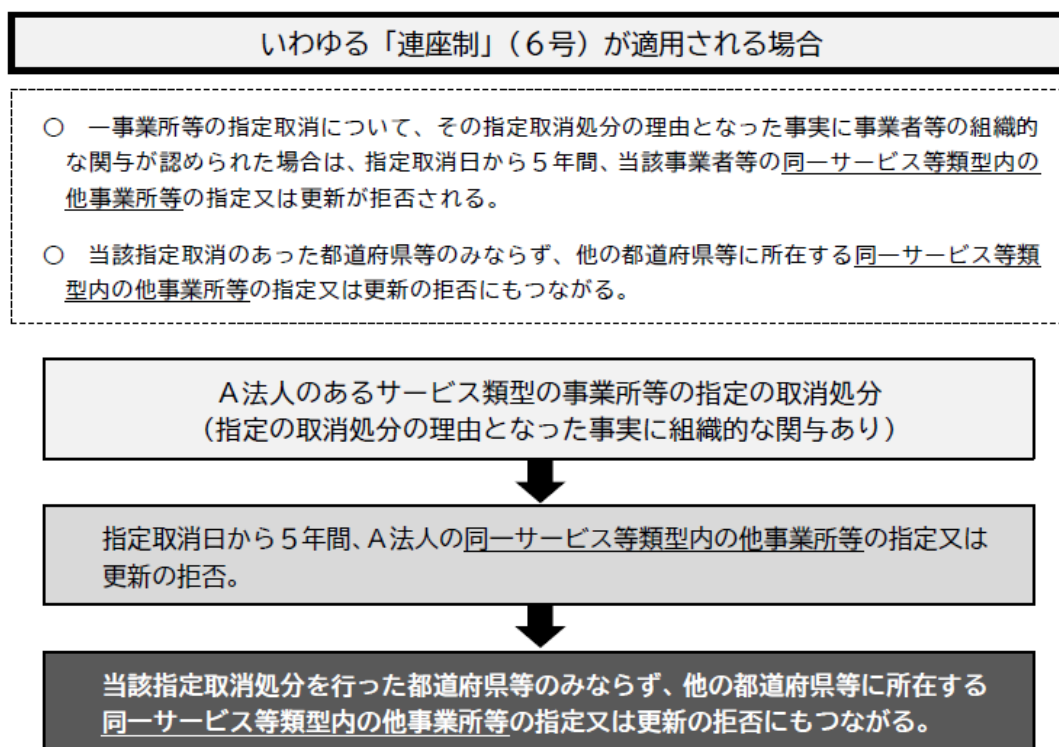 いわゆる「連座制」（６号）が適用される場合
○　一事業所等の指定取消について、その指定取消処分の理由となった事実に事業者等の組織的
な関与が認められた場合は、指定取消日から５年間、当該事業者等の同一サービス等類型内の
他事業所等の指定又は更新が拒否される。
○　当該指定取消のあった都道府県等のみならず、他の都道府県等に所在する同一サービス等類
型内の他事業所等の指定又は更新の拒否にもつながる。
Ａ法人のあるサービス類型の事業所等の指定の取消処分
（指定の取消処分の理由となった事実に組織的な関与あり）
指定取消日から５年間、Ａ法人の同一サービス等類型内の他事業所等の指定又は
更新の拒否。
当該指定取消処分を行った都道府県等のみならず、他の都道府県等に所在する
同一サービス等類型内の他事業所等の指定又は更新の拒否にもつながる。